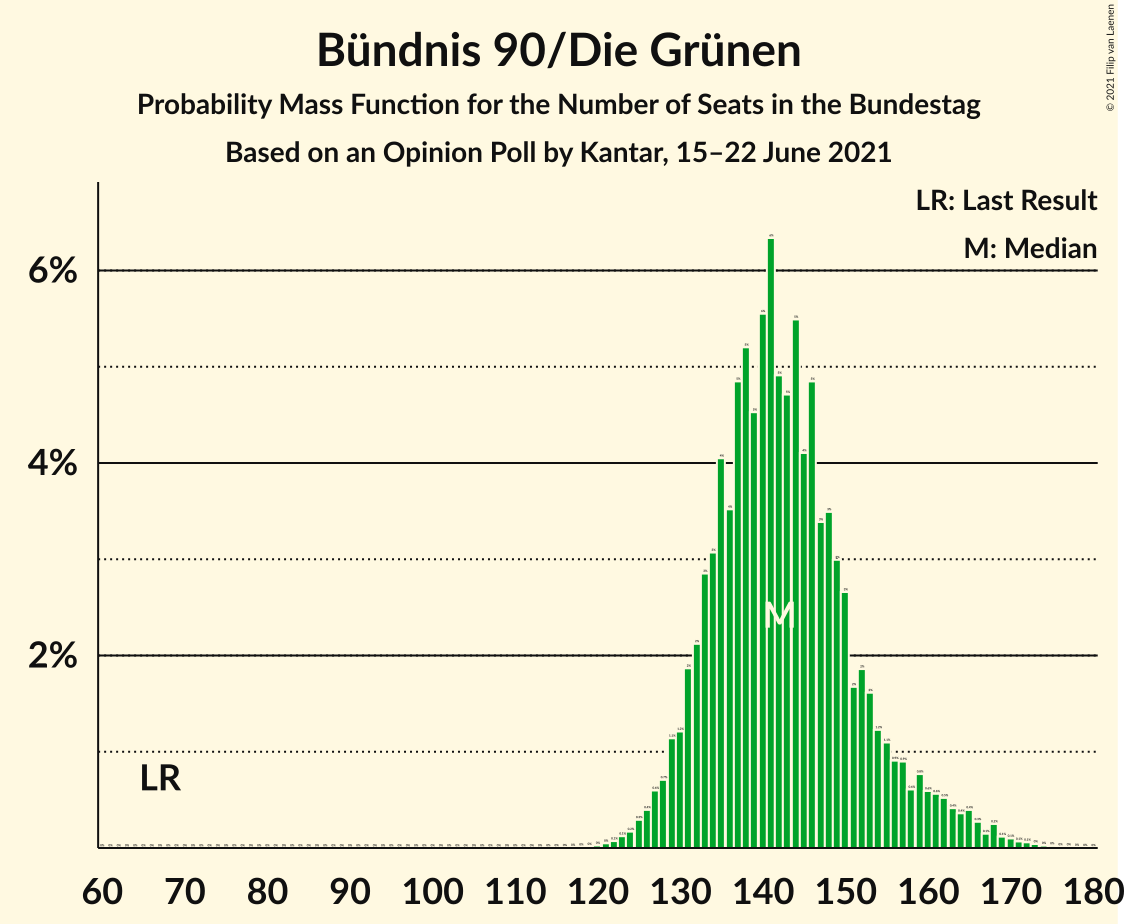 Bündnis 90/Die Grünen
Probability Mass Function for the Number of Seats in the Bundestag
Based on an Opinion Poll by Kantar, 15–22 June 2021
© 2021 Filip van Laenen
LR: Last Result
M: Median
6%
4%
2%
M
LR
60 70 80 90 100 110 120 130 140 150 160 170 180